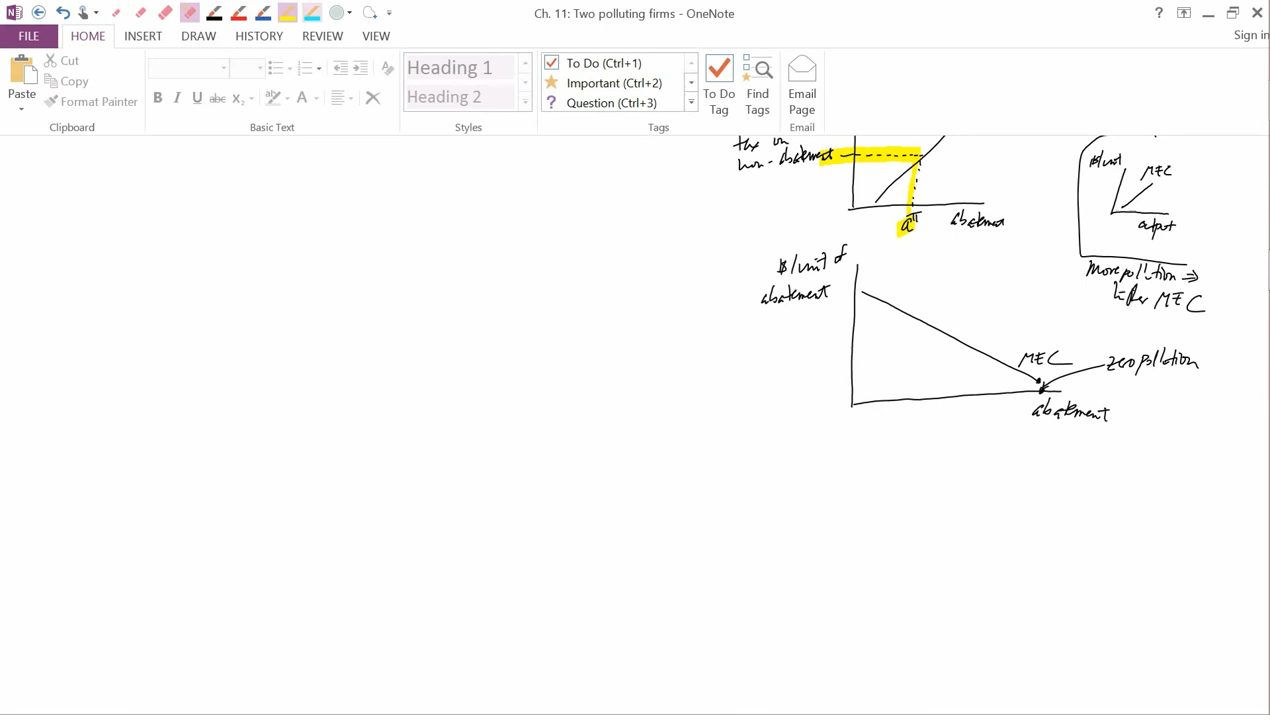 Ch. 11: Two polluting firms - OneNote
?
FILE
HOME
INSERT
DRAW
HISTORY
REVIEW
VIEW
Sign in
Paste
Cut
Copy
Format Painter
Clipboard
B I U abc x₂ A
Basic Text
Heading 1
Heading 2
Styles
To Do (Ctrl+1)
Important (Ctrl+2)
? Question (Ctrl+3)
Tags
To Do
Tag
Find
Tags
Email
Page
Email
tax on
non-abatement
a
abatement
$/unit
MEC
output
More pollution ⇒
higher MEC
$/unit of
abatement
MEC
zero pollution
abatement